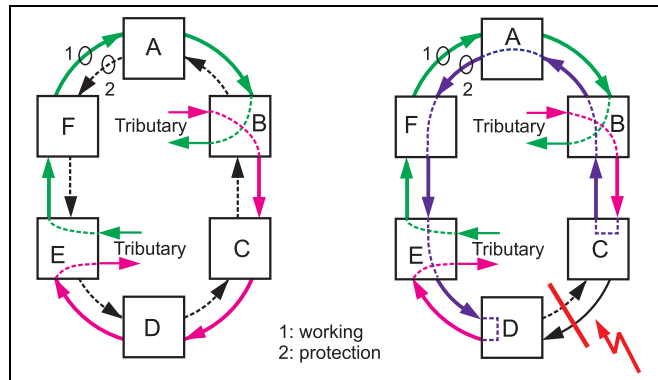 A
1
2
F
B
Tributary
E
Tributary
C
D
1: working
2: protection
A
1
2
F
B
Tributary
E
Tributary
C
D